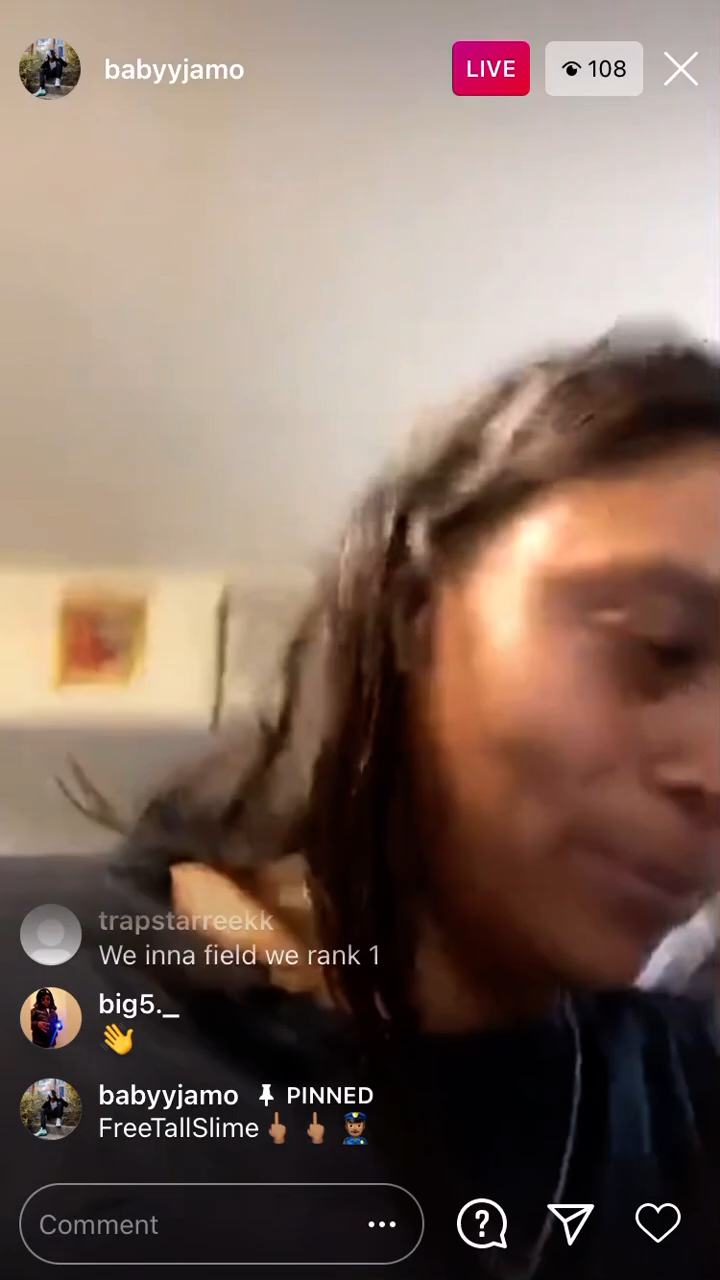 babyyjamo
LIVE
108
trapstarreekk
We inna field we rank 1
big5._
👋
babyyjamo PINNED
FreeTallSlime🖕🏽🖕🏽👮🏽‍♂️
Comment